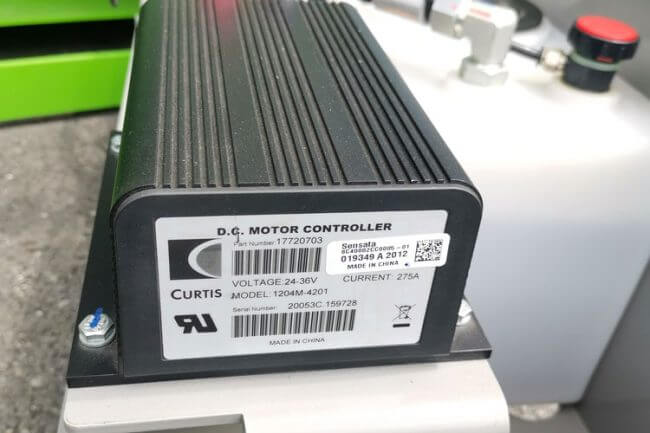 D.C. MOTOR CONTROLLER
Part Number: 17720703
Sensata
019349 A 2012
MADE IN CHINA
VOLTAGE:24-36V CURRENT: 275A
CURTIS MODEL: 1204M-4201
Serial Number: 20053C.159728
MADE IN CHINA